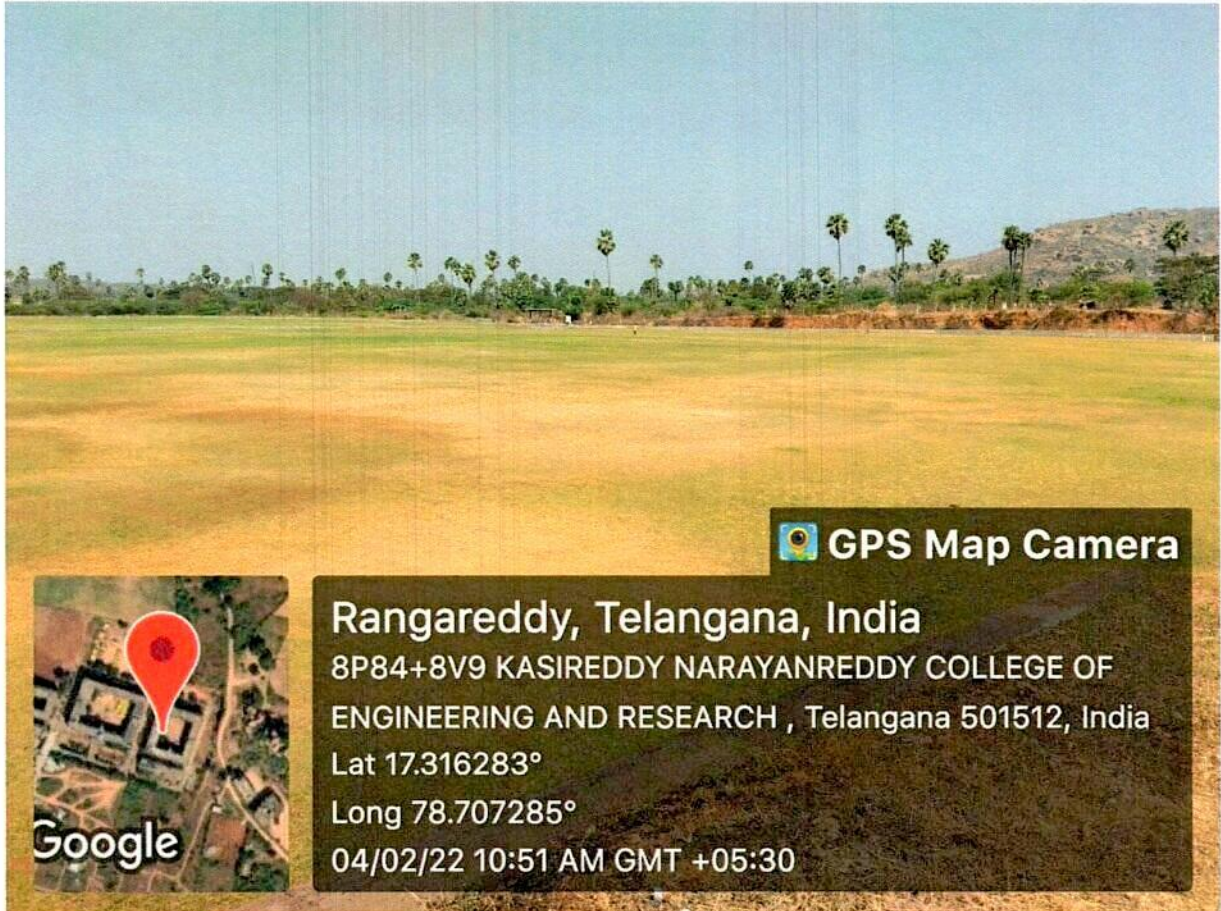 GPS Map Camera
Rangareddy, Telangana, India
8P84+8V9 KASIREDDY NARAYANREDDY COLLEGE OF
ENGINEERING AND RESEARCH , Telangana 501512, India
Lat 17.316283°
Long 78.707285°
04/02/22 10:51 AM GMT +05:30
Google